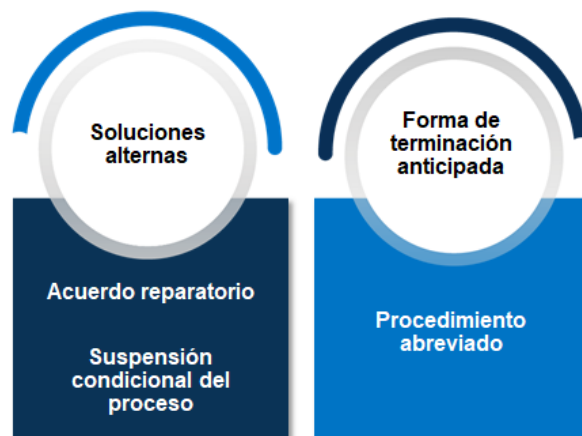 Soluciones
alternas
Acuerdo reparatorio
Suspensión
condicional del
proceso
Forma de
terminación
anticipada
Procedimiento
abreviado